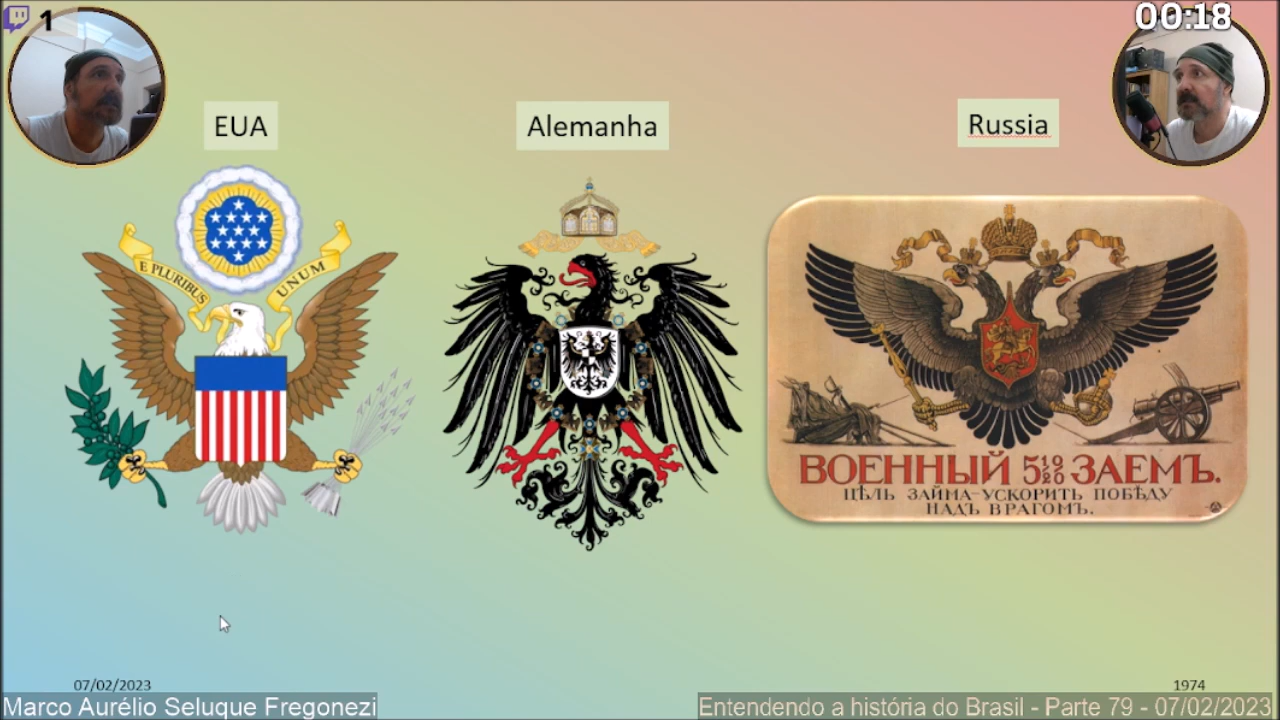 1
00:18
EUA
Alemanha
Russia
E PLURIBUS
UNUM
ВОЕННЫЙ 5½% ЗАЕМЪ.
ЦѢЛЬ ЗАЙМА-УСКОРИТЬ ПОБѢДУ
НАДЪ ВРАГОМЪ.
07/02/2023
1974
Marco Aurélio Seluque Fregonezi
Entendendo a história do Brasil - Parte 79 - 07/02/2023